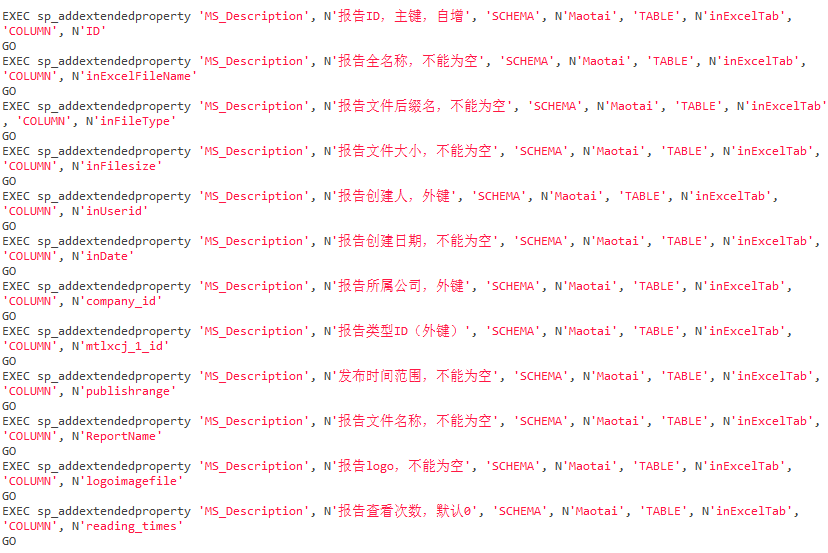 EXEC sp_addextendedproperty 'MS_Description', N'报告ID，主键，自增', 'SCHEMA', N'Maotai', 'TABLE', N'inExcelTab',
'COLUMN', N'ID'
GO
EXEC sp_addextendedproperty 'MS_Description', N'报告全名称，不能为空', 'SCHEMA', N'Maotai', 'TABLE', N'inExcelTab',
'COLUMN', N'inExcelFileName'
GO
EXEC sp_addextendedproperty 'MS_Description', N'报告文件后缀名，不能为空', 'SCHEMA', N'Maotai', 'TABLE', N'inExcelTab'
, 'COLUMN', N'inFileType'
GO
EXEC sp_addextendedproperty 'MS_Description', N'报告文件大小，不能为空', 'SCHEMA', N'Maotai', 'TABLE', N'inExcelTab',
'COLUMN', N'inFilesize'
GO
EXEC sp_addextendedproperty 'MS_Description', N'报告创建人，外键', 'SCHEMA', N'Maotai', 'TABLE', N'inExcelTab',
'COLUMN', N'inUserid'
GO
EXEC sp_addextendedproperty 'MS_Description', N'报告创建日期，不能为空', 'SCHEMA', N'Maotai', 'TABLE', N'inExcelTab',
'COLUMN', N'inDate'
GO
EXEC sp_addextendedproperty 'MS_Description', N'报告所属公司，外键', 'SCHEMA', N'Maotai', 'TABLE', N'inExcelTab',
'COLUMN', N'company_id'
GO
EXEC sp_addextendedproperty 'MS_Description', N'报告类型ID（外键）', 'SCHEMA', N'Maotai', 'TABLE', N'inExcelTab',
'COLUMN', N'mtlxcj_1_id'
GO
EXEC sp_addextendedproperty 'MS_Description', N'发布时间范围，不能为空', 'SCHEMA', N'Maotai', 'TABLE', N'inExcelTab',
'COLUMN', N'publishrange'
GO
EXEC sp_addextendedproperty 'MS_Description', N'报告文件名称，不能为空', 'SCHEMA', N'Maotai', 'TABLE', N'inExcelTab',
'COLUMN', N'ReportName'
GO
EXEC sp_addextendedproperty 'MS_Description', N'报告logo，不能为空', 'SCHEMA', N'Maotai', 'TABLE', N'inExcelTab',
'COLUMN', N'logoimagefile'
GO
EXEC sp_addextendedproperty 'MS_Description', N'报告查看次数，默认0', 'SCHEMA', N'Maotai', 'TABLE', N'inExcelTab',
'COLUMN', N'reading_times'
GO